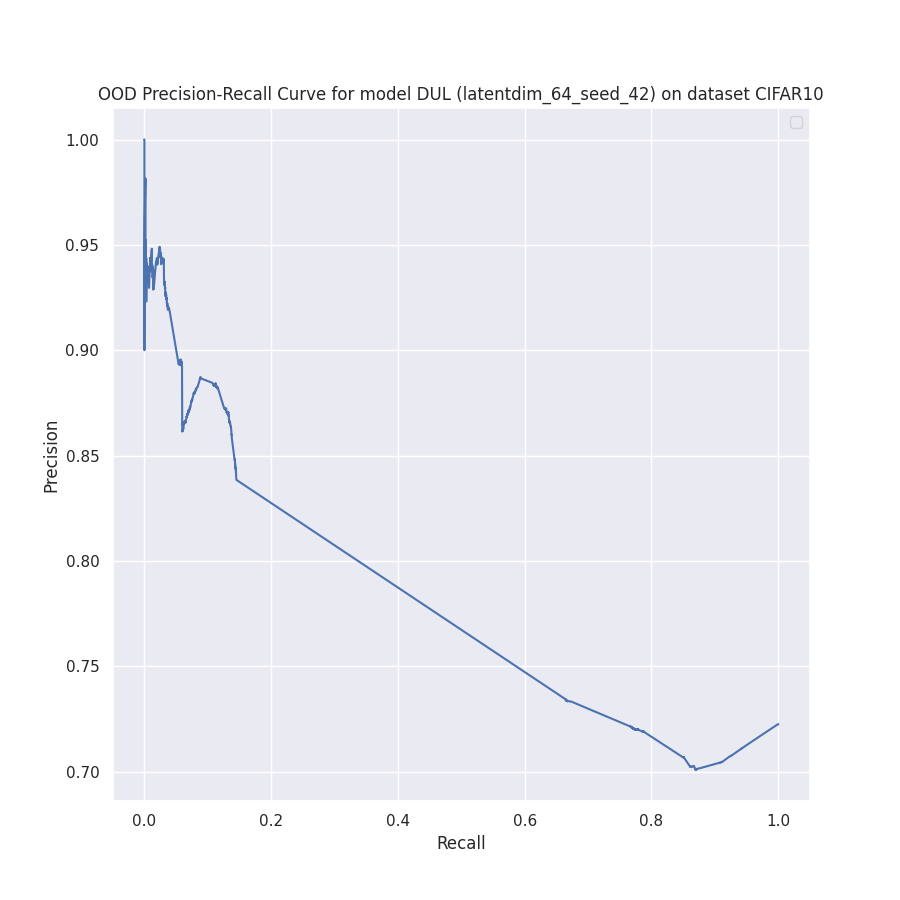 OOD Precision-Recall Curve for model DUL (latentdim_64_seed_42) on dataset CIFAR10
1.00
0.95
0.90
0.85
0.80
0.75
0.70
Precision
0.0 0.2 0.4 0.6 0.8 1.0
Recall